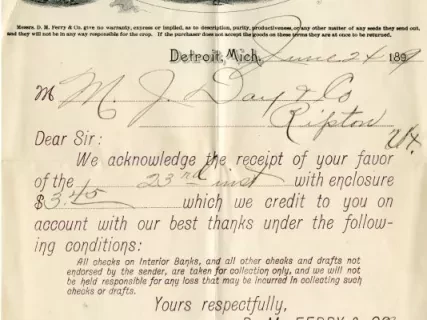 Messrs. D. M. Ferry & Co. give no warranty, express or implied, as to description, purity, productiveness, or any other matter of any seeds they send out,
and they will not be in any way responsible for the crop. If the purchaser does not accept the goods on these terms they are at once to be returned.
Detroit, Mich. June 24 189
M M. J. Day & Co
Ripton
Vt.
Dear Sir:
We acknowledge the receipt of your favor
of the 23rd inst with enclosure
$3.45 which we credit to you on
account with our best thanks under the follow-
ing conditions:
All checks on Interior Banks, and all other checks and drafts not
endorsed by the sender, are taken for collection only, and we will not
be held responsible for any loss that may be incurred in collecting such
checks or drafts.
Yours respectfully,
D. M. FERRY & CO.